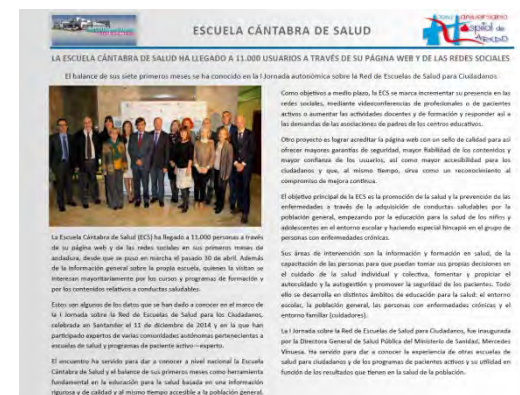 ESCUELA CÁNTABRA DE SALUD
LA ESCUELA CÁNTABRA DE SALUD HA LLEGADO A 11.000 USUARIOS A TRAVÉS DE SU PÁGINA WEB Y DE LAS REDES SOCIALES
El balance de sus siete primeros meses se ha conocido en la I Jornada autonómica sobre la Red de Escuelas de Salud para Ciudadanos
La Escuela Cántabra de Salud (ECS) ha llegado a 11.000 personas a través
de su página web y de las redes sociales en sus primeros meses de
andadura, desde que se puso en marcha el pasado 30 de abril. Además
de la información general sobre la propia escuela, quienes la visitan se
interesan mayoritariamente por los cursos y programas de formación y
por los contenidos relativos a conductas saludables.
Estos son algunos de los datos que se han dado a conocer en el marco de
la I Jornada sobre la Red de Escuelas de Salud para los Ciudadanos,
celebrada en Santander el 11 de diciembre de 2014 y en la que han
participado expertos de varias comunidades autónomas pertenecientes a
escuelas de salud y programas de paciente activo – experto.
El encuentro ha servido para dar a conocer a nivel nacional la Escuela
Cántabra de Salud y el balance de sus primeros meses como herramienta
fundamental en la educación para la salud basada en una información
rigurosa y de calidad y al mismo tiempo accesible a la población general.
Como objetivos a medio plazo, la ECS se marca incrementar su presencia en las
redes sociales, mediante videoconferencias de profesionales o de pacientes
activos o aumentar las actividades docentes y de formación y responder así a
las demandas de las asociaciones de padres de los centros educativos.
Otro proyecto es lograr acreditar la página web con un sello de calidad para así
ofrecer mayores garantías de seguridad, mayor fiabilidad de los contenidos y
mayor confianza de los usuarios, así como mayor accesibilidad para los
ciudadanos y que, al mismo tiempo, sirva como un reconocimiento al
compromiso de mejora continua.
El objetivo principal de la ECS es la promoción de la salud y la prevención de las
enfermedades a través de la adquisición de conductas saludables por la
población general, empezando por la educación para la salud de los niños y
adolescentes en el entorno escolar y haciendo especial hincapié en el grupo de
personas con enfermedades crónicas.
Sus áreas de intervención son la información y formación en salud, de la
capacitación de las personas para que puedan tomar sus propias decisiones en
el cuidado de la salud individual y colectiva, fomentar y propiciar el
autocuidado y la autogestión y promover la seguridad de los pacientes. Todo
ello se desarrolla en distintos ámbitos de educación para la salud: el entorno
escolar, la población general, las personas con enfermedades crónicas y el
entorno familiar (cuidadores).
La I Jornada sobre la Red de Escuelas de Salud para Ciudadanos, fue inaugurada
por la Directora General de Salud Pública del Ministerio de Sanidad, Mercedes
Vinuesa. Ha servido para dar a conocer la experiencia de otras escuelas de
salud para ciudadanos y de los programas de pacientes activos y su utilidad en
función de los resultados que tienen en la salud de la población.